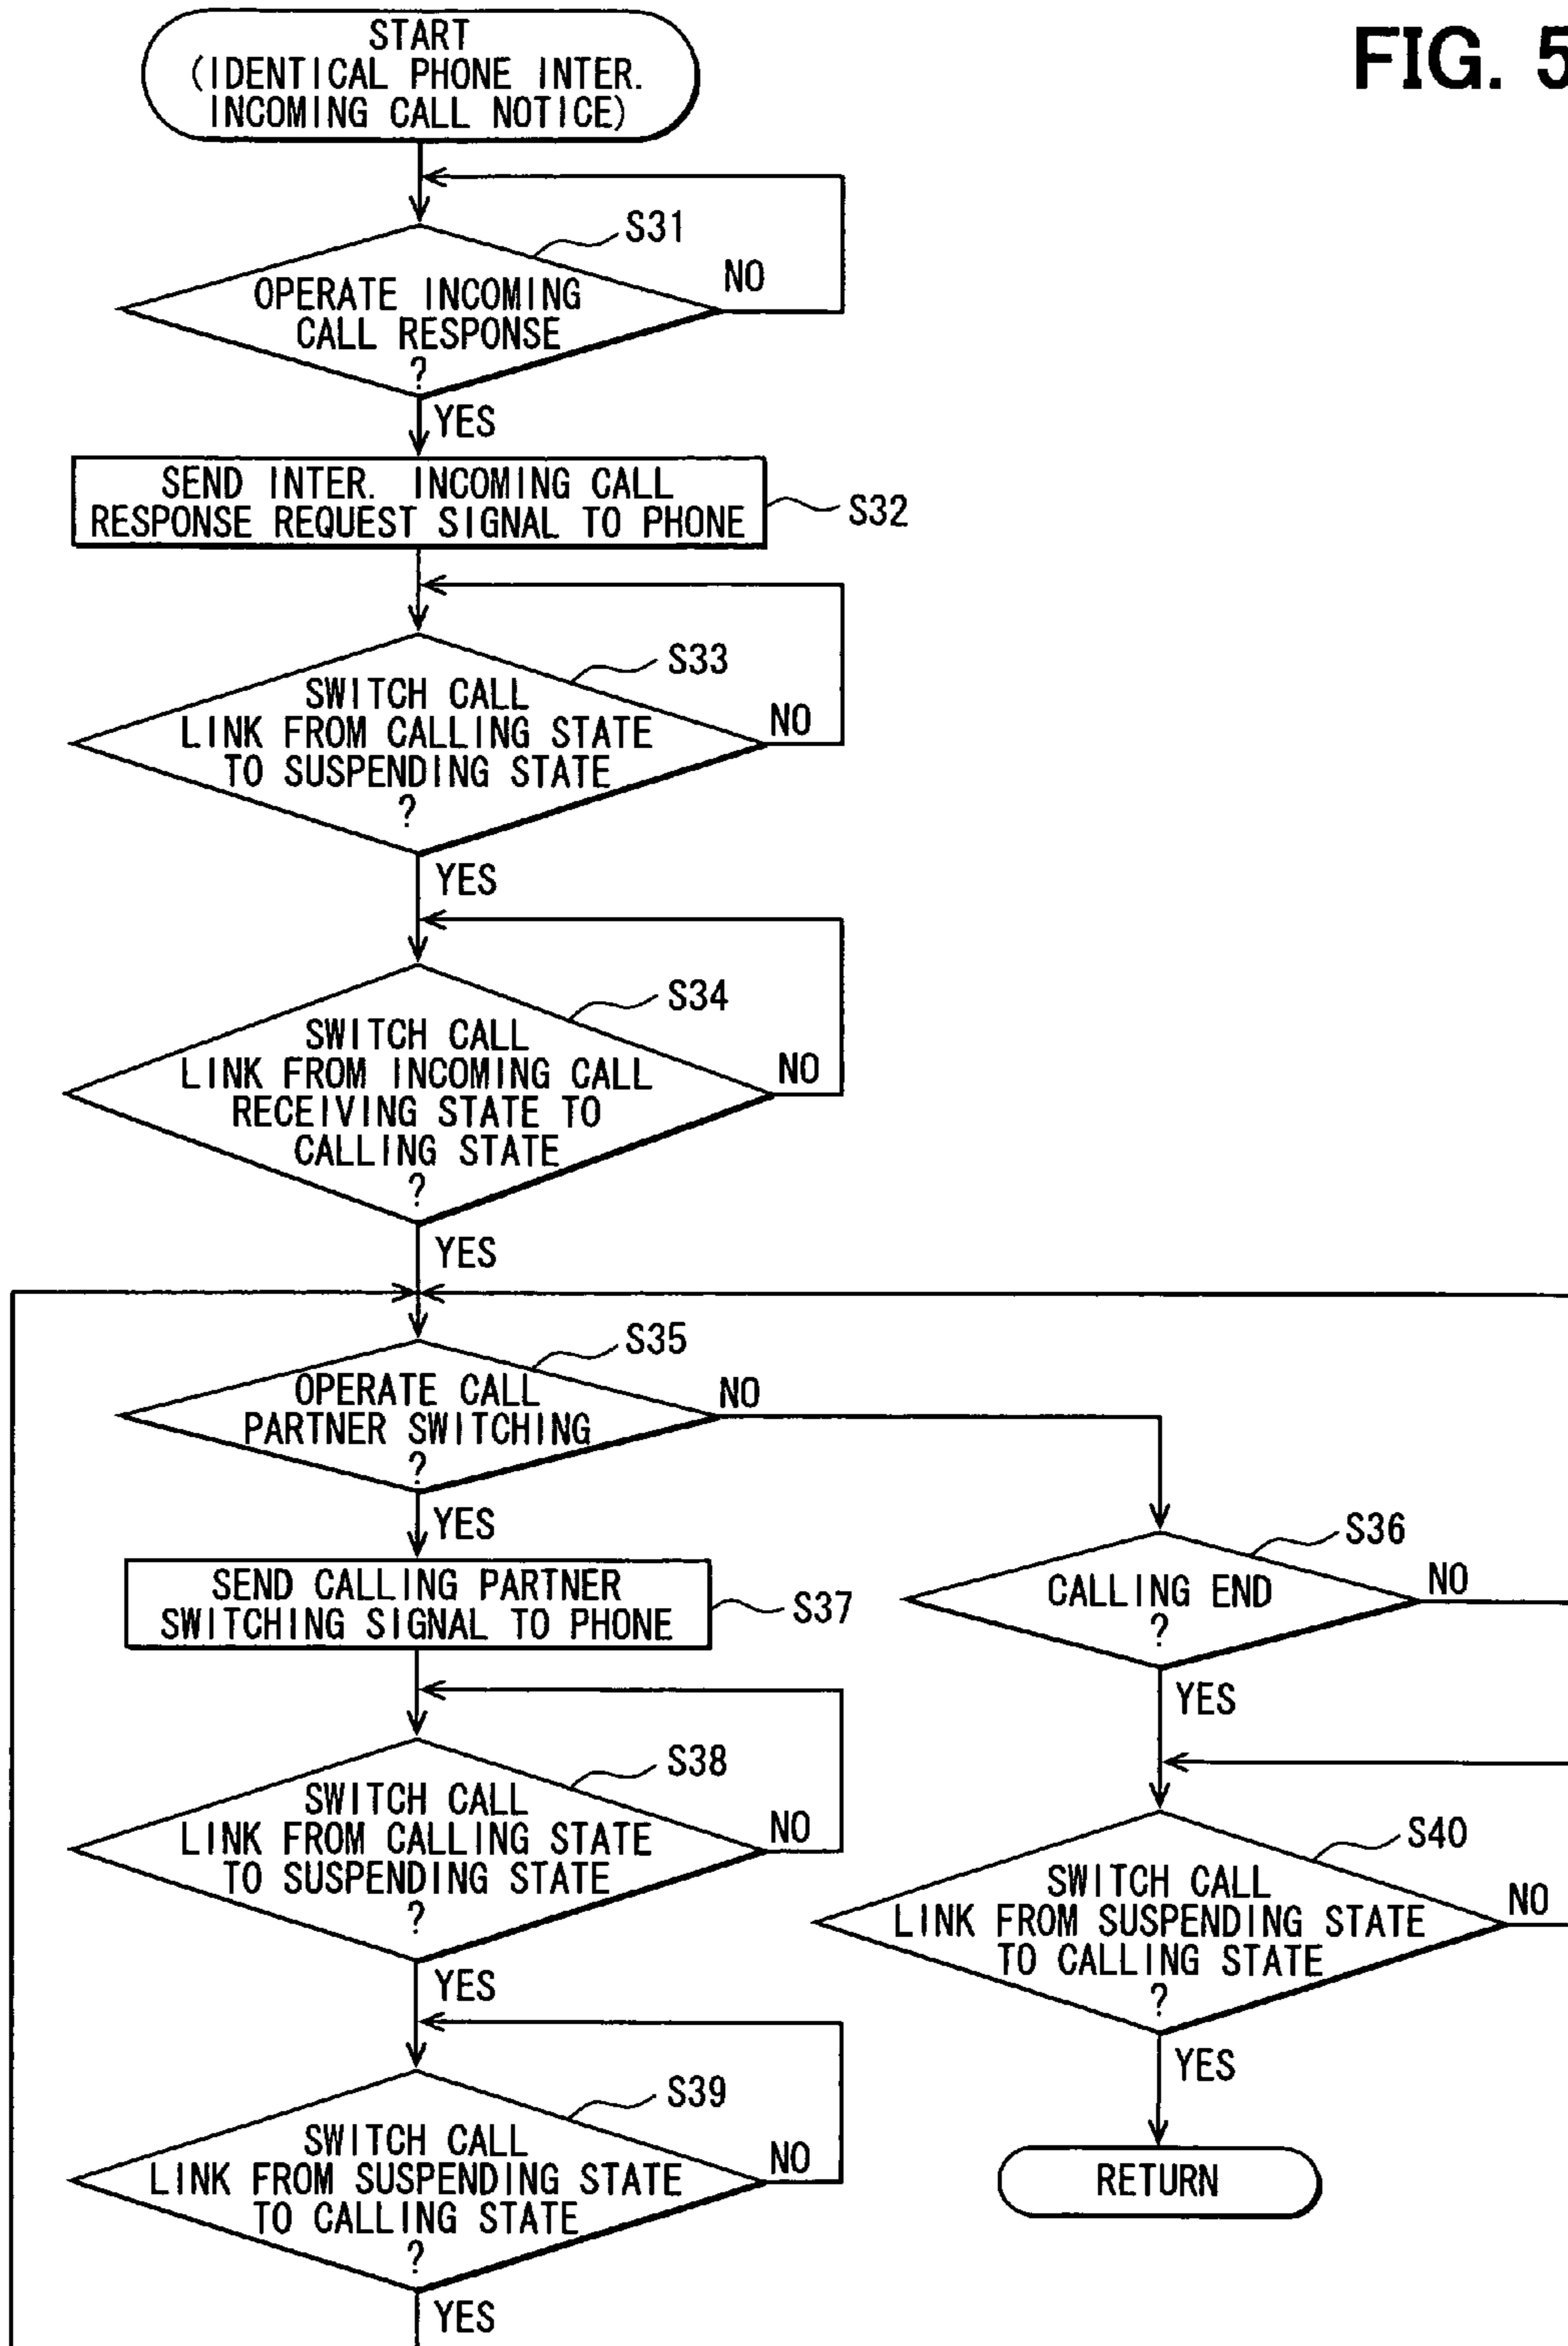 FIG. 5
START
(IDENTICAL PHONE INTER.
INCOMING CALL NOTICE)
S31
OPERATE INCOMING
CALL RESPONSE
?
NO
YES
SEND INTER. INCOMING CALL
RESPONSE REQUEST SIGNAL TO PHONE
S32
S33
SWITCH CALL
LINK FROM CALLING STATE
TO SUSPENDING STATE
?
NO
YES
S34
SWITCH CALL
LINK FROM INCOMING CALL
RECEIVING STATE TO
CALLING STATE
?
NO
YES
S35
OPERATE CALL
PARTNER SWITCHING
?
NO
YES
S36
CALLING END
?
NO
YES
SEND CALLING PARTNER
SWITCHING SIGNAL TO PHONE
S37
S38
SWITCH CALL
LINK FROM CALLING STATE
TO SUSPENDING STATE
?
NO
YES
S40
SWITCH CALL
LINK FROM SUSPENDING STATE
TO CALLING STATE
?
NO
YES
S39
SWITCH CALL
LINK FROM SUSPENDING STATE
TO CALLING STATE
?
NO
YES
RETURN